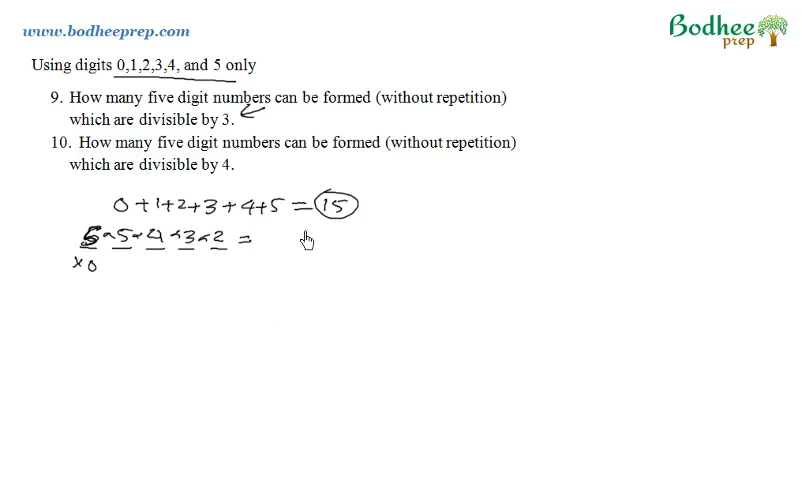 www.bodheeprep.com
Bodhee
prep
Using digits 0,1,2,3,4, and 5 only
9. How many five digit numbers can be formed (without repetition)
which are divisible by 3.
10. How many five digit numbers can be formed (without repetition)
which are divisible by 4.
0+1+2+3+4+5=15
5×5×4×3×2=
×0